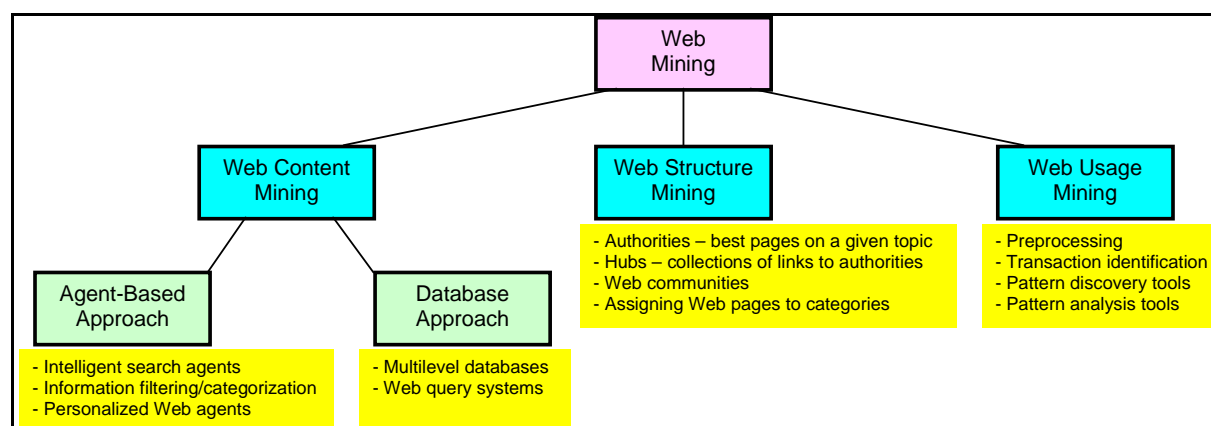 Web
Mining
Web Content
Mining
Web Structure
Mining
Web Usage
Mining
- Authorities – best pages on a given topic
- Hubs – collections of links to authorities
- Web communities
- Assigning Web pages to categories
- Preprocessing
- Transaction identification
- Pattern discovery tools
- Pattern analysis tools
Agent-Based
Approach
Database
Approach
- Intelligent search agents
- Information filtering/categorization
- Personalized Web agents
- Multilevel databases
- Web query systems